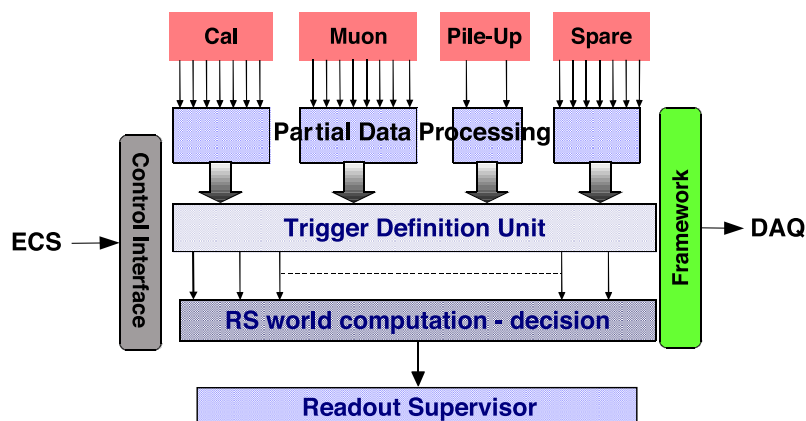 Cal Muon Pile-Up Spare
Partial Data Processing
Control Interface
Framework
ECS
DAQ
Trigger Definition Unit
RS world computation - decision
Readout Supervisor